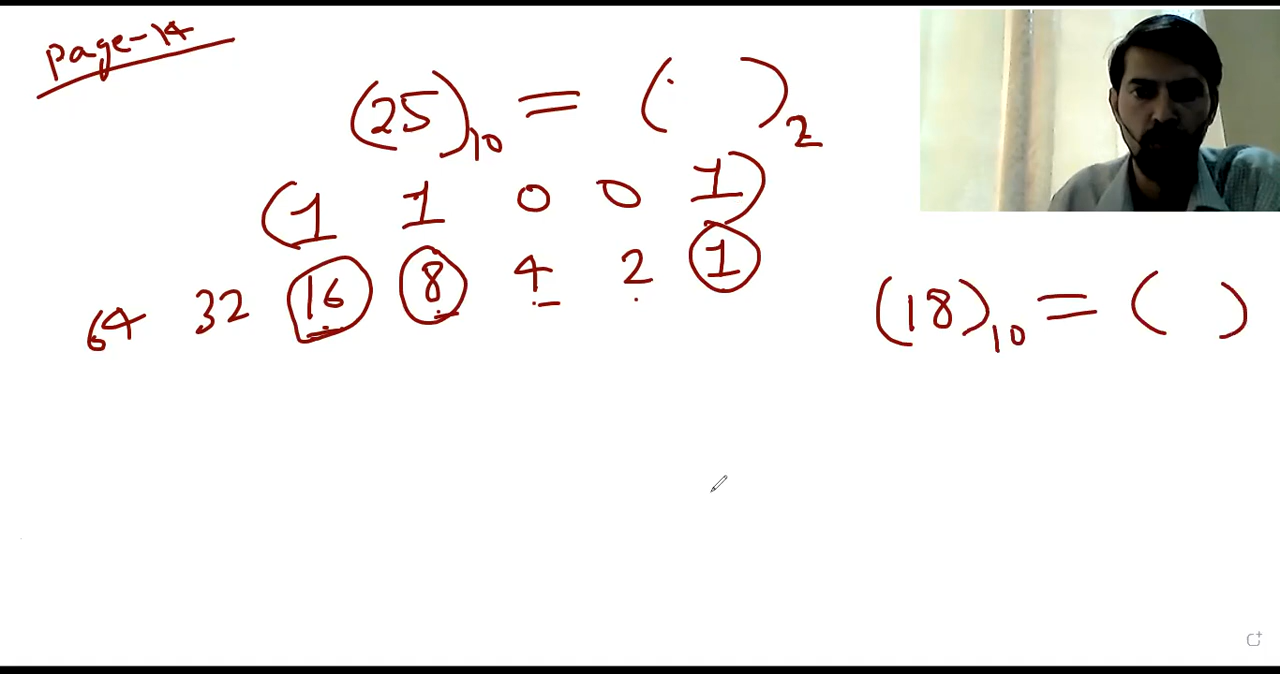 page-14
(25)10 = ( )2
(1 1 0 0 1)
64 32 16 8 4 2 1
(18)10 = ( )